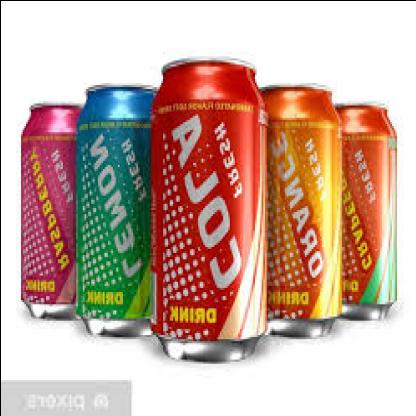 FRESH
RASPBERRY
FRESH
LEMON
DRINK
CARBONATED FLAVOR SOFT DRINK
FRESH
COLA
DRINK
FRESH
ORANGE
DRINK
FRESH
DRINK
pixers